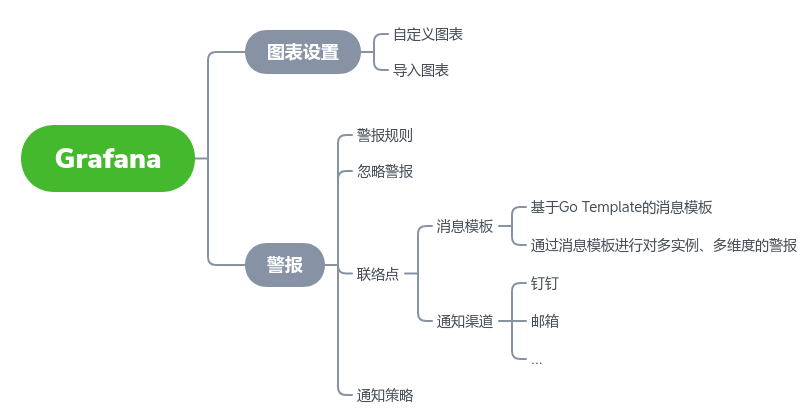 Grafana
图表设置
自定义图表
导入图表
警报
警报规则
忽略警报
联络点
消息模板
基于Go Template的消息模板
通过消息模板进行对多实例、多维度的警报
通知渠道
钉钉
邮箱
...
通知策略